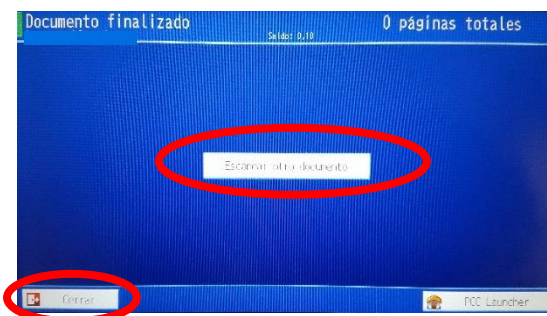 Documento finalizado
0 páginas totales
Saldo: 0,10
Escanear otro documento
Cerrar
PCC Launcher